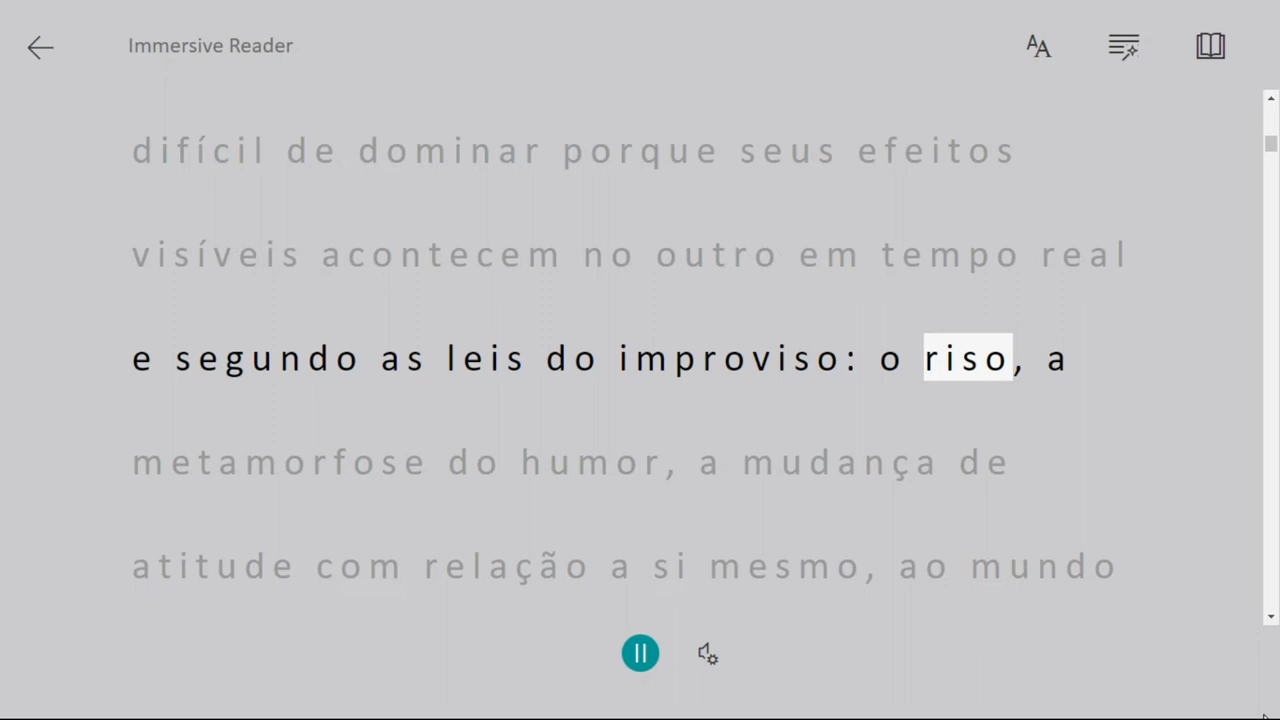 Immersive Reader
difícil de dominar porque seus efeitos
visíveis acontecem no outro em tempo real
e segundo as leis do improviso: o riso, a
metamorfose do humor, a mudança de
atitude com relação a si mesmo, ao mundo